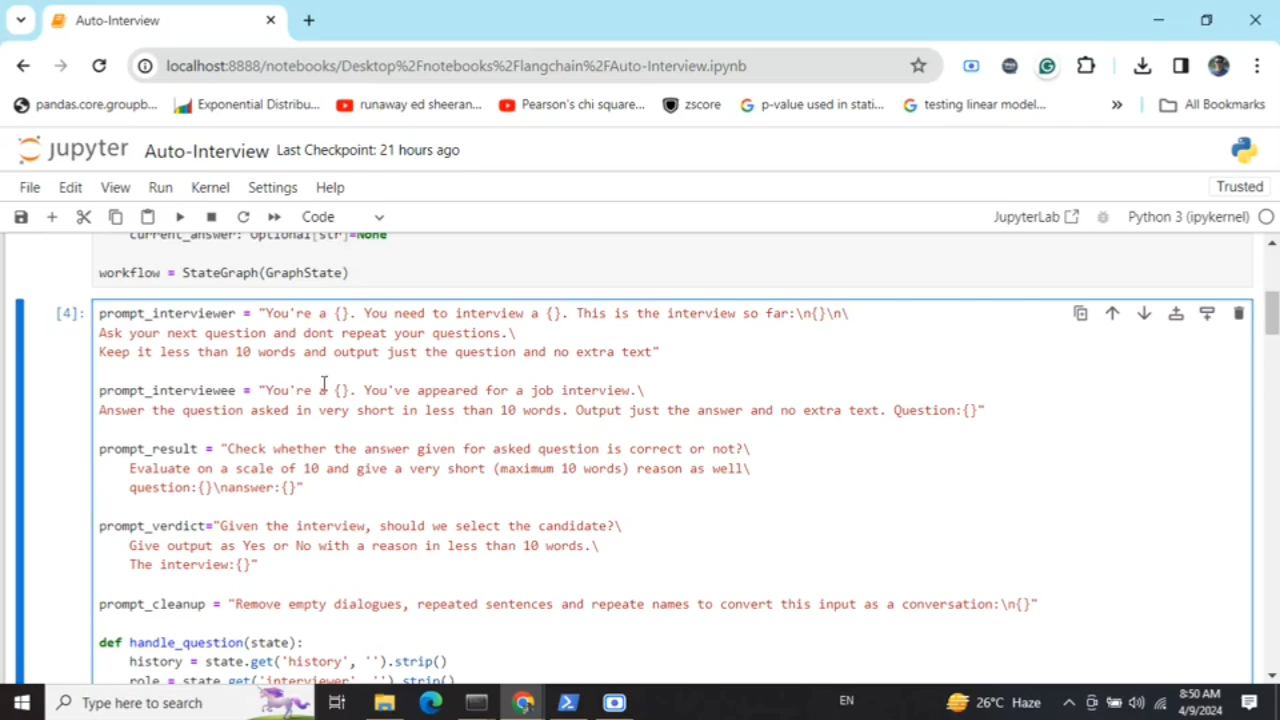 Auto-Interview
localhost:8888/notebooks/Desktop%2Fnotebooks%2Flangchain%2FAuto-Interview.ipynb
pandas.core.groupb... Exponential Distribu... runaway ed sheeran... Pearson's chi square... zscore p-value used in stati... testing linear model... » All Bookmarks
jupyter Auto-Interview Last Checkpoint: 21 hours ago
File Edit View Run Kernel Settings Help Trusted
Code JupyterLab Python 3 (ipykernel)
current_answer: Optional[str]=None
workflow = StateGraph(GraphState)
[4]: prompt_interviewer = "You're a {}. You need to interview a {}. This is the interview so far:\n{}\n\
Ask your next question and dont repeat your questions.\
Keep it less than 10 words and output just the question and no extra text"
prompt_interviewee = "You're a {}. You've appeared for a job interview.\
Answer the question asked in very short in less than 10 words. Output just the answer and no extra text. Question:{}"
prompt_result = "Check whether the answer given for asked question is correct or not?\
Evaluate on a scale of 10 and give a very short (maximum 10 words) reason as well\
question:{}\nanswer:{}"
prompt_verdict="Given the interview, should we select the candidate?\
Give output as Yes or No with a reason in less than 10 words.\
The interview:{}"
prompt_cleanup = "Remove empty dialogues, repeated sentences and repeate names to convert this input as a conversation:\n{}"
def handle_question(state):
history = state.get('history', '').strip()
role = state.get('interviewer', '').strip()
Type here to search EN 26°C Haze 8:50 AM
4/9/2024